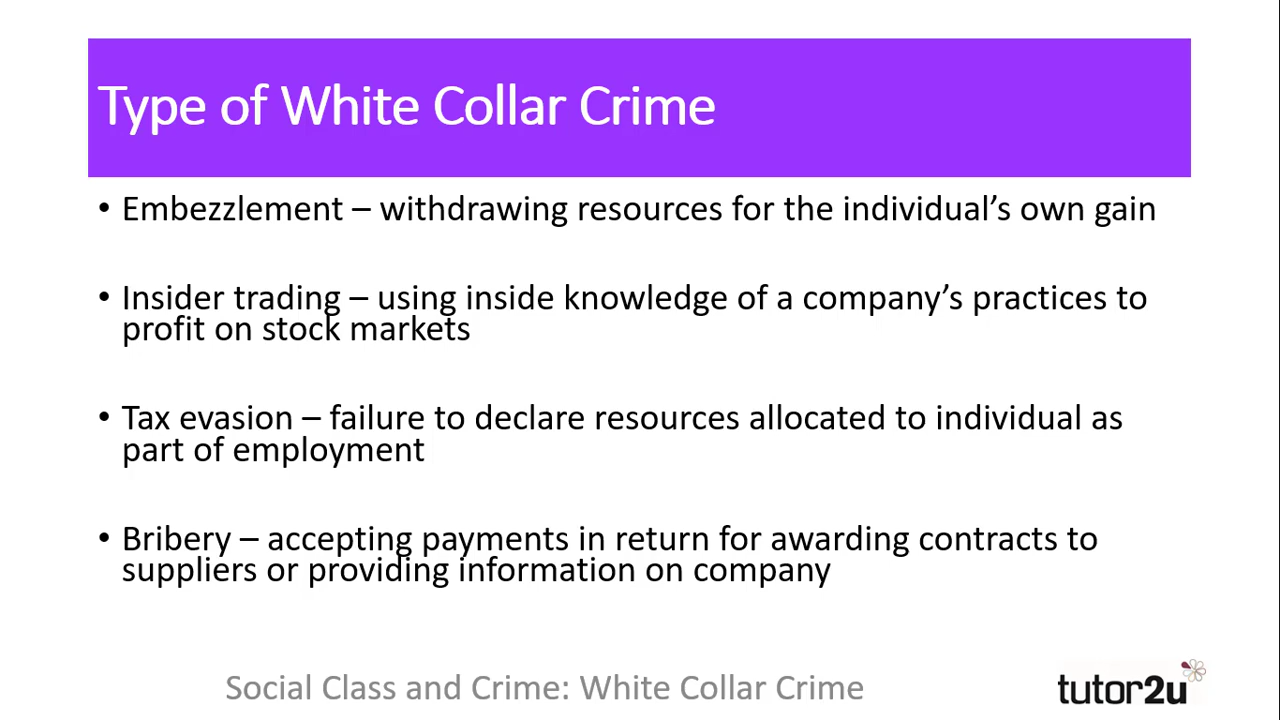 Type of White Collar Crime
• Embezzlement – withdrawing resources for the individual’s own gain
• Insider trading – using inside knowledge of a company’s practices to
profit on stock markets
• Tax evasion – failure to declare resources allocated to individual as
part of employment
• Bribery – accepting payments in return for awarding contracts to
suppliers or providing information on company
Social Class and Crime: White Collar Crime
tutor2u